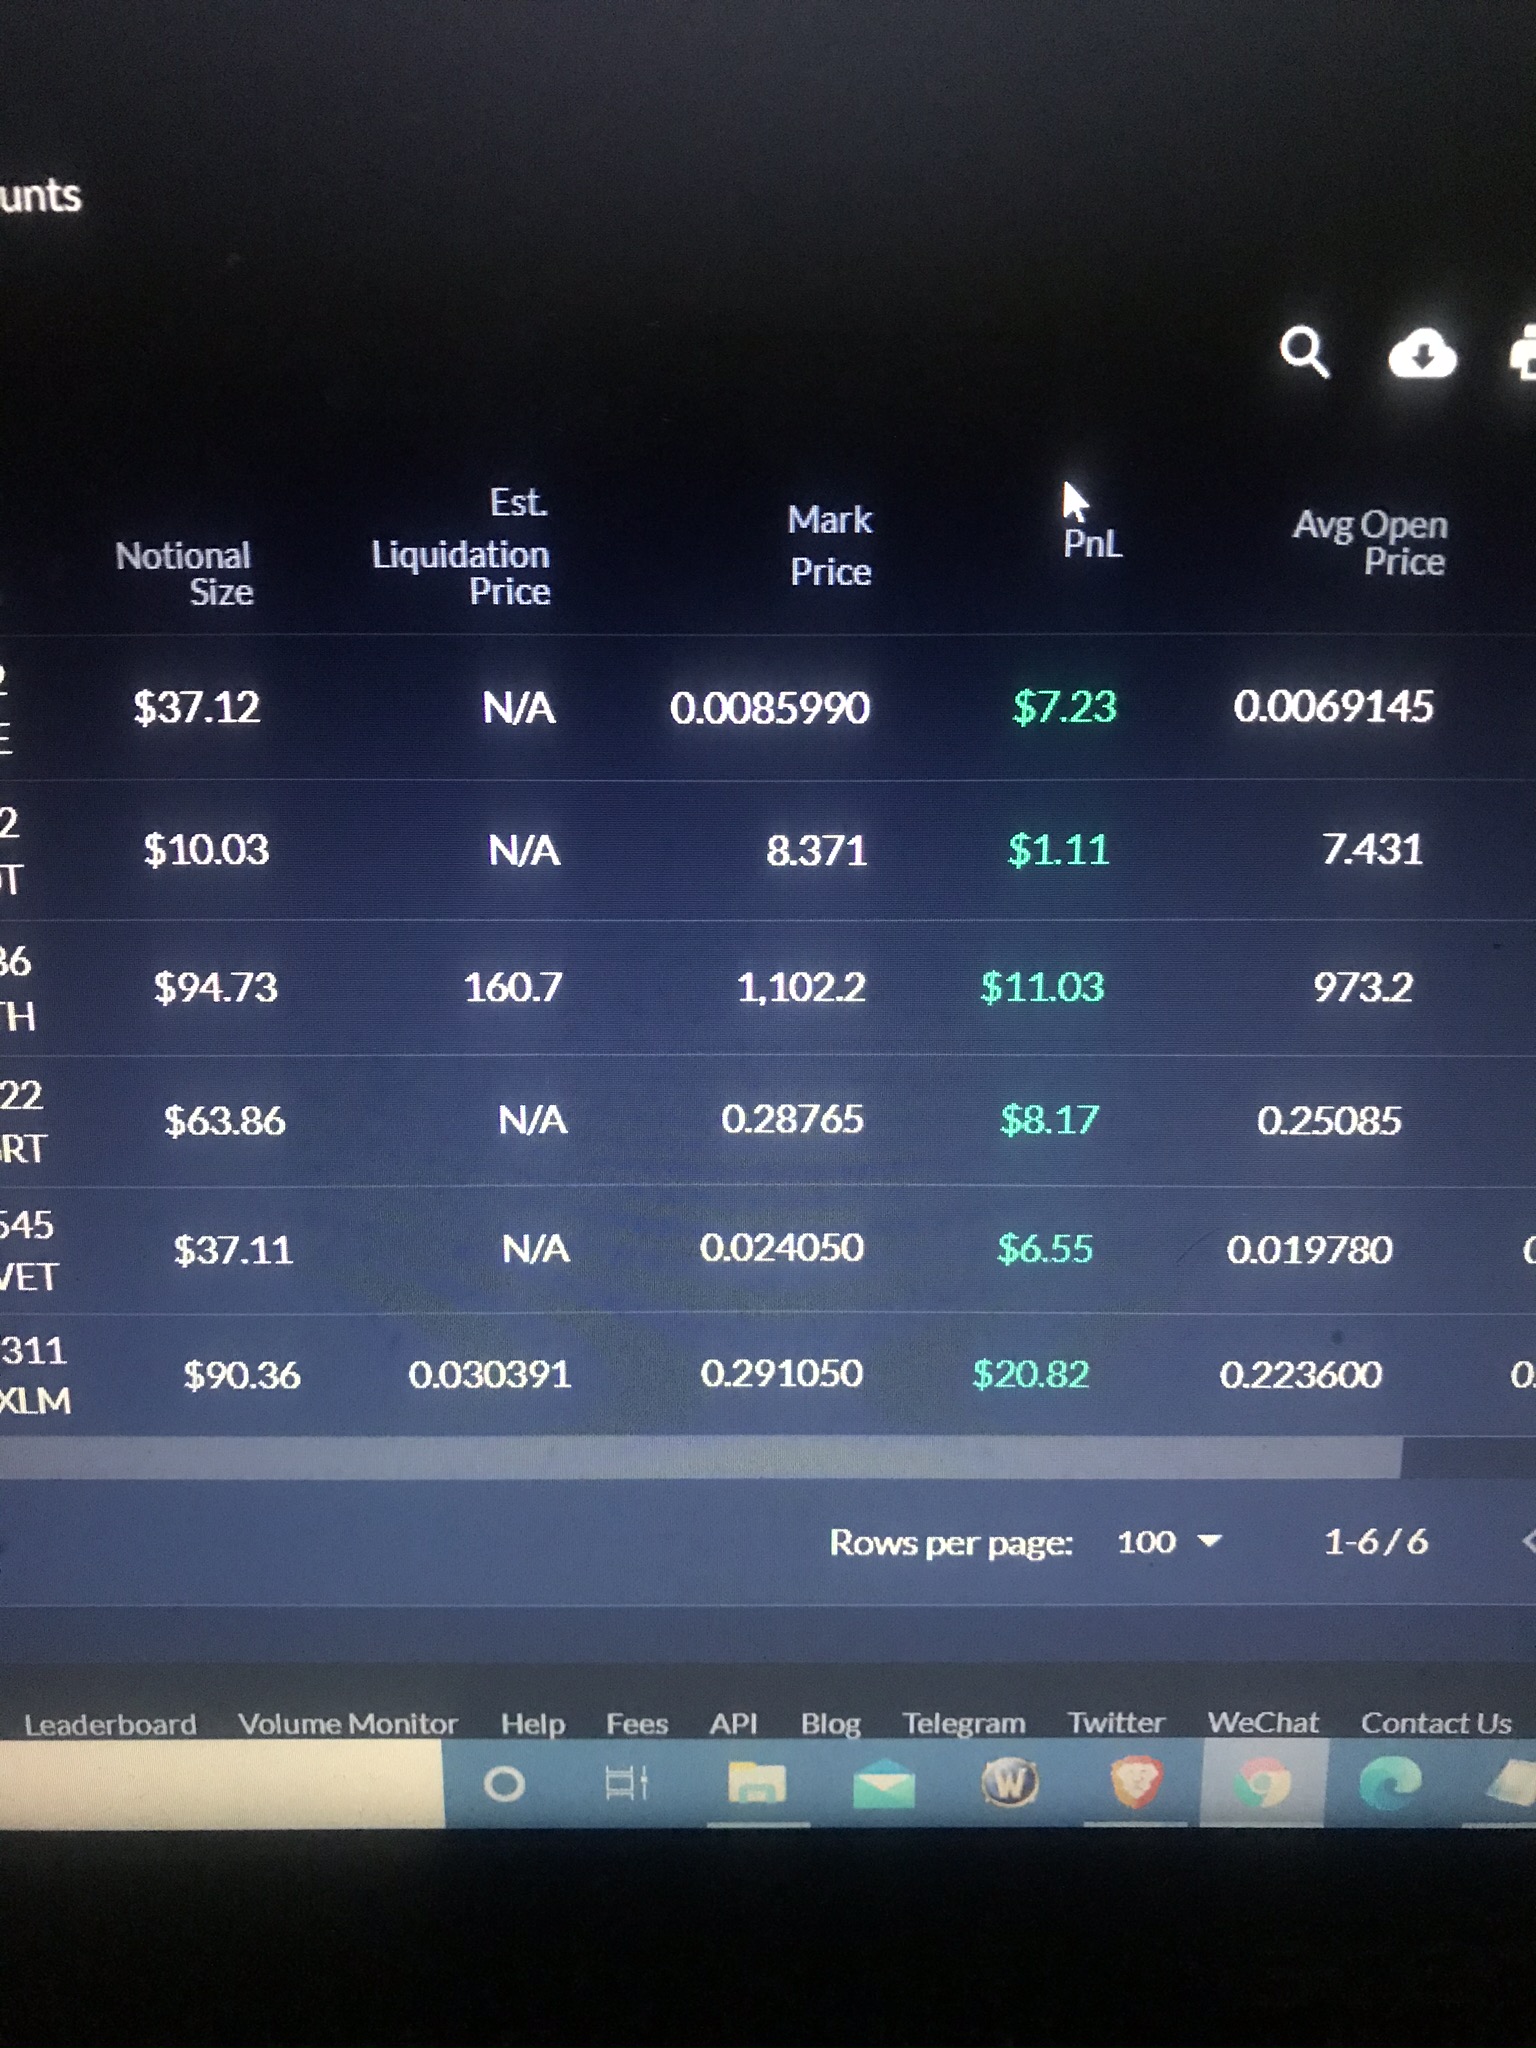 unts
Est.
Notional Liquidation Mark PnL Avg Open
Size Price Price Price
$37.12 N/A 0.0085990 $7.23 0.0069145
E
2
$10.03 N/A 8.371 $1.11 7.431
OT
36
$94.73 160.7 1,102.2 $11.03 973.2
TH
22
$63.86 N/A 0.28765 $8.17 0.25085
RT
545
$37.11 N/A 0.024050 $6.55 0.019780 0
VET
311
$90.36 0.030391 0.291050 $20.82 0.223600 0.
XLM
Rows per page: 100 1-6 / 6
Leaderboard Volume Monitor Help Fees API Blog Telegram Twitter WeChat Contact Us
W